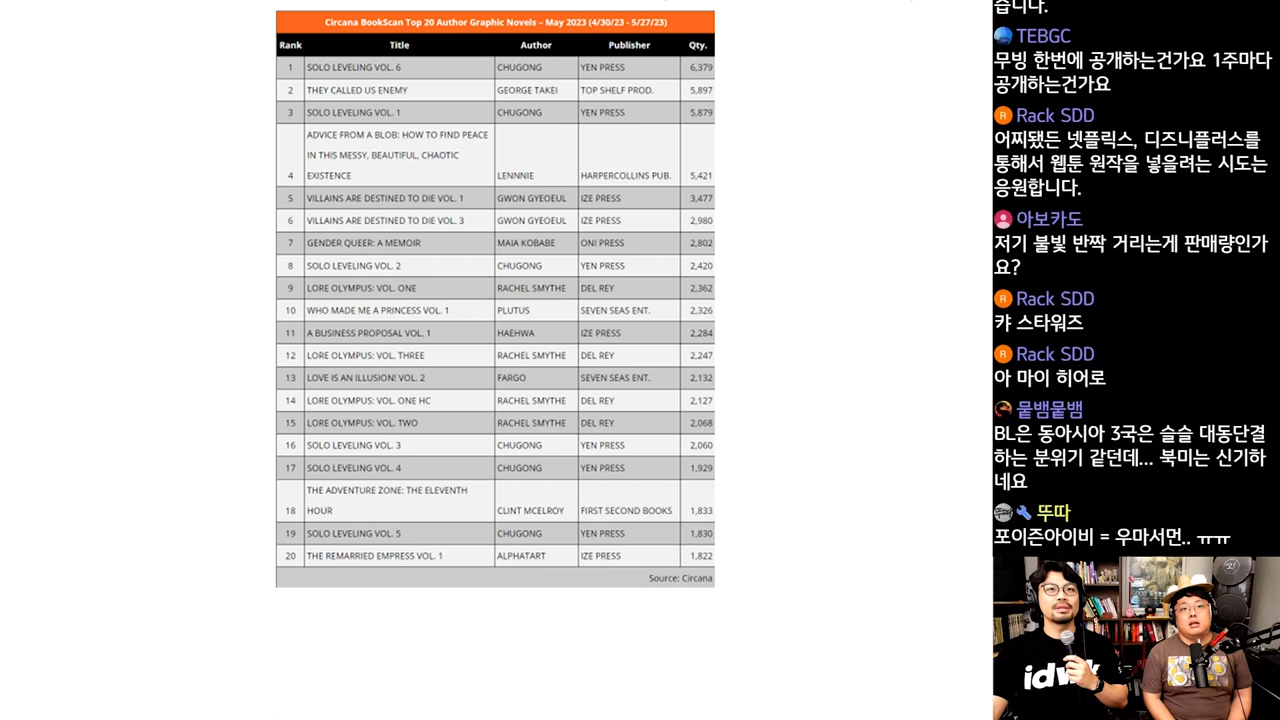 Circana BookScan Top 20 Author Graphic Novels – May 2023 (4/30/23 - 5/27/23)
Rank Title Author Publisher Qty.
1 SOLO LEVELING VOL. 6 CHUGONG YEN PRESS 6,379
2 THEY CALLED US ENEMY GEORGE TAKEI TOP SHELF PROD. 5,897
3 SOLO LEVELING VOL. 1 CHUGONG YEN PRESS 5,879
ADVICE FROM A BLOB: HOW TO FIND PEACE
IN THIS MESSY, BEAUTIFUL, CHAOTIC
4 EXISTENCE LENNNIE HARPERCOLLINS PUB. 5,421
5 VILLAINS ARE DESTINED TO DIE VOL. 1 GWON GYEOEUL IZE PRESS 3,477
6 VILLAINS ARE DESTINED TO DIE VOL. 3 GWON GYEOEUL IZE PRESS 2,980
7 GENDER QUEER: A MEMOIR MAIA KOBABE ONI PRESS 2,802
8 SOLO LEVELING VOL. 2 CHUGONG YEN PRESS 2,420
9 LORE OLYMPUS: VOL. ONE RACHEL SMYTHE DEL REY 2,362
10 WHO MADE ME A PRINCESS VOL. 1 PLUTUS SEVEN SEAS ENT. 2,326
11 A BUSINESS PROPOSAL VOL. 1 HAEHWA IZE PRESS 2,284
12 LORE OLYMPUS: VOL. THREE RACHEL SMYTHE DEL REY 2,247
13 LOVE IS AN ILLUSION! VOL. 2 FARGO SEVEN SEAS ENT. 2,132
14 LORE OLYMPUS: VOL. ONE HC RACHEL SMYTHE DEL REY 2,127
15 LORE OLYMPUS: VOL. TWO RACHEL SMYTHE DEL REY 2,068
16 SOLO LEVELING VOL. 3 CHUGONG YEN PRESS 2,060
17 SOLO LEVELING VOL. 4 CHUGONG YEN PRESS 1,929
THE ADVENTURE ZONE: THE ELEVENTH
18 HOUR CLINT MCELROY FIRST SECOND BOOKS 1,833
19 SOLO LEVELING VOL. 5 CHUGONG YEN PRESS 1,830
20 THE REMARRIED EMPRESS VOL. 1 ALPHATART IZE PRESS 1,822
Source: Circana
습니다.
TEBGC
무빙 한번에 공개하는건가요 1주마다
공개하는건가요
R Rack SDD
어찌됐든 넷플릭스, 디즈니플러스를
통해서 웹툰 원작을 넣을려는 시도는
응원합니다.
아보카도
저기 불빛 반짝 거리는게 판매량인가
요?
R Rack SDD
캬 스타워즈
R Rack SDD
아 마이 히어로
뭍뱀뭍뱀
BL은 동아시아 3국은 슬슬 대동단결
하는 분위기 같던데... 북미는 신기하
네요
뚜따
포이즌아이비 = 우마서먼.. ㅠㅠ